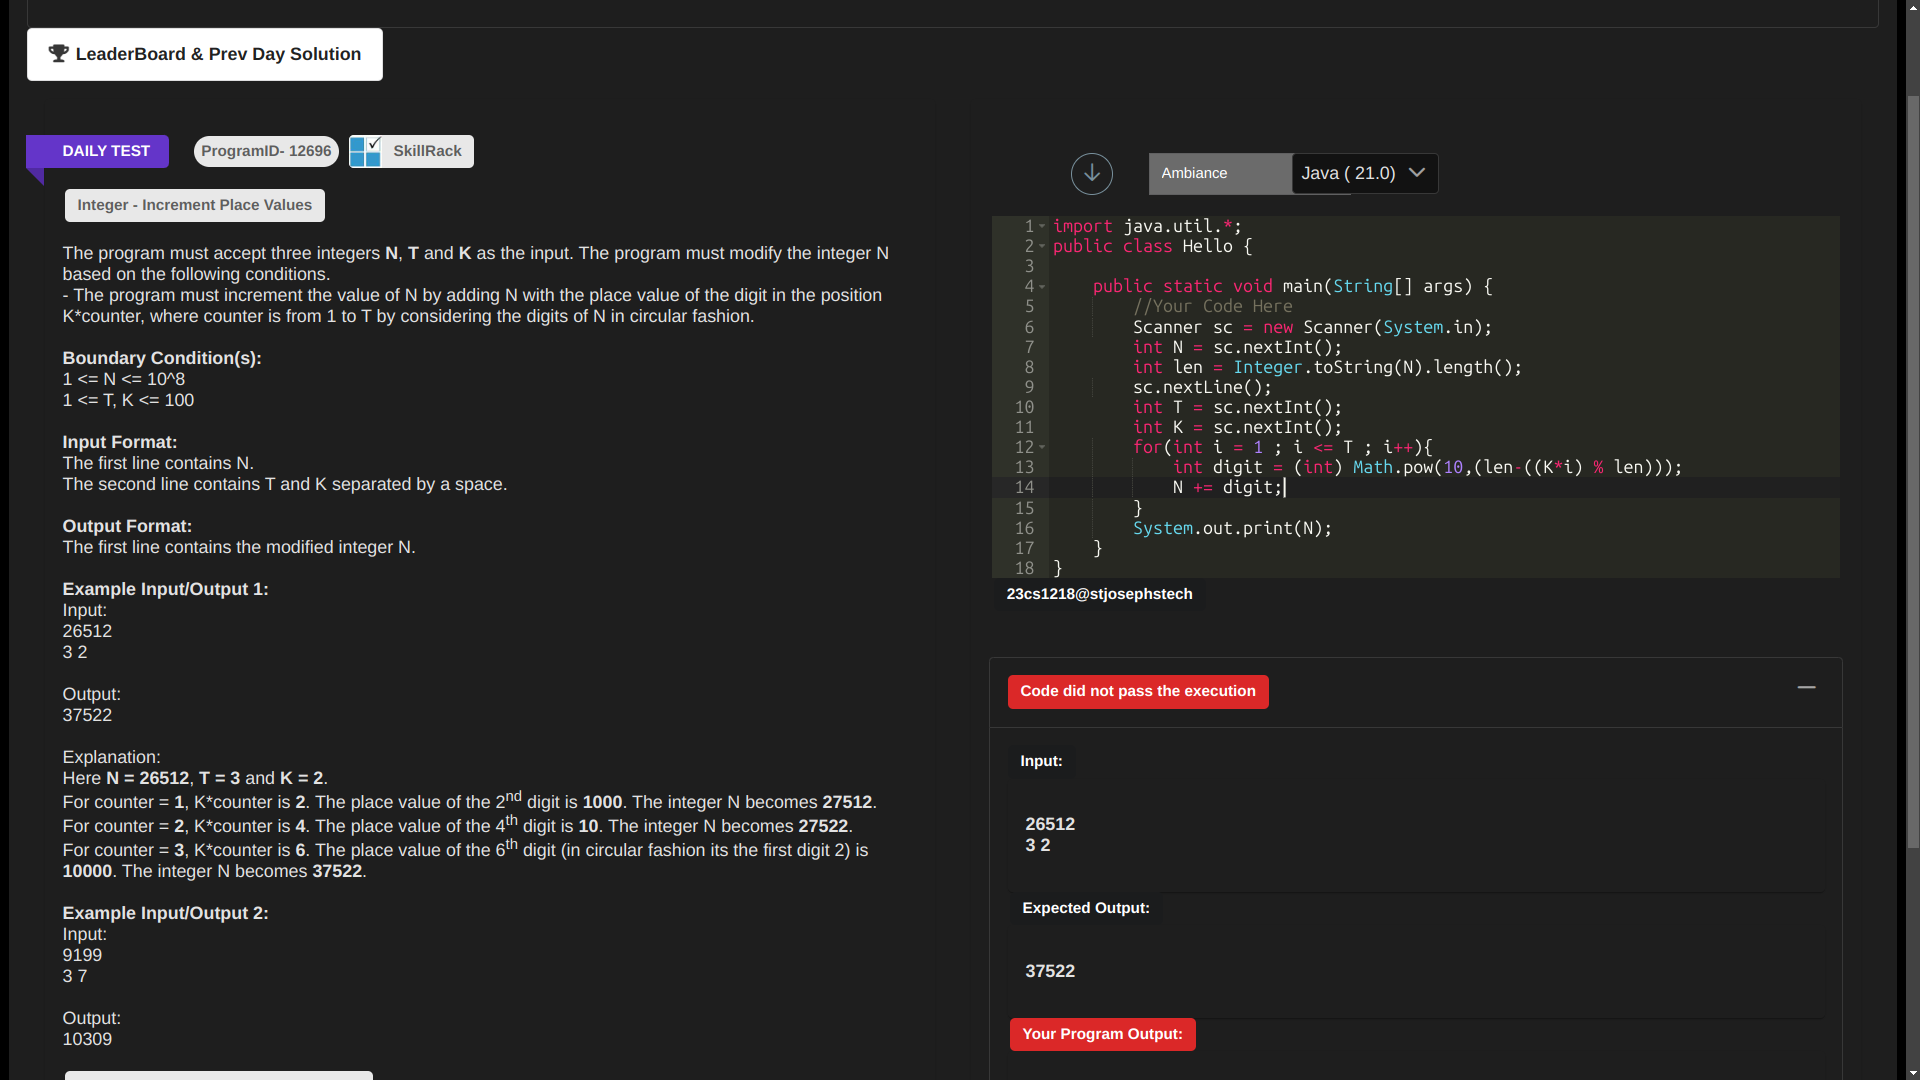 LeaderBoard & Prev Day Solution
DAILY TEST
ProgramID- 12696
SkillRack
Integer - Increment Place Values
The program must accept three integers N, T and K as the input. The program must modify the integer N
based on the following conditions.
- The program must increment the value of N by adding N with the place value of the digit in the position
K*counter, where counter is from 1 to T by considering the digits of N in circular fashion.
Boundary Condition(s):
1 <= N <= 10^8
1 <= T, K <= 100
Input Format:
The first line contains N.
The second line contains T and K separated by a space.
Output Format:
The first line contains the modified integer N.
Example Input/Output 1:
Input:
26512
3 2
Output:
37522
Explanation:
Here N = 26512, T = 3 and K = 2.
For counter = 1, K*counter is 2. The place value of the 2nd digit is 1000. The integer N becomes 27512.
For counter = 2, K*counter is 4. The place value of the 4th digit is 10. The integer N becomes 27522.
For counter = 3, K*counter is 6. The place value of the 6th digit (in circular fashion its the first digit 2) is
10000. The integer N becomes 37522.
Example Input/Output 2:
Input:
9199
3 7
Output:
10309
Ambiance
Java ( 21.0)
1 import java.util.*;
2 public class Hello {
3
4 public static void main(String[] args) {
5 //Your Code Here
6 Scanner sc = new Scanner(System.in);
7 int N = sc.nextInt();
8 int len = Integer.toString(N).length();
9 sc.nextLine();
10 int T = sc.nextInt();
11 int K = sc.nextInt();
12 for(int i = 1 ; i <= T ; i++){
13 int digit = (int) Math.pow(10,(len-((K*i) % len)));
14 N += digit;
15 }
16 System.out.print(N);
17 }
18 }
23cs1218@stjosephstech
Code did not pass the execution
Input:
26512
3 2
Expected Output:
37522
Your Program Output: